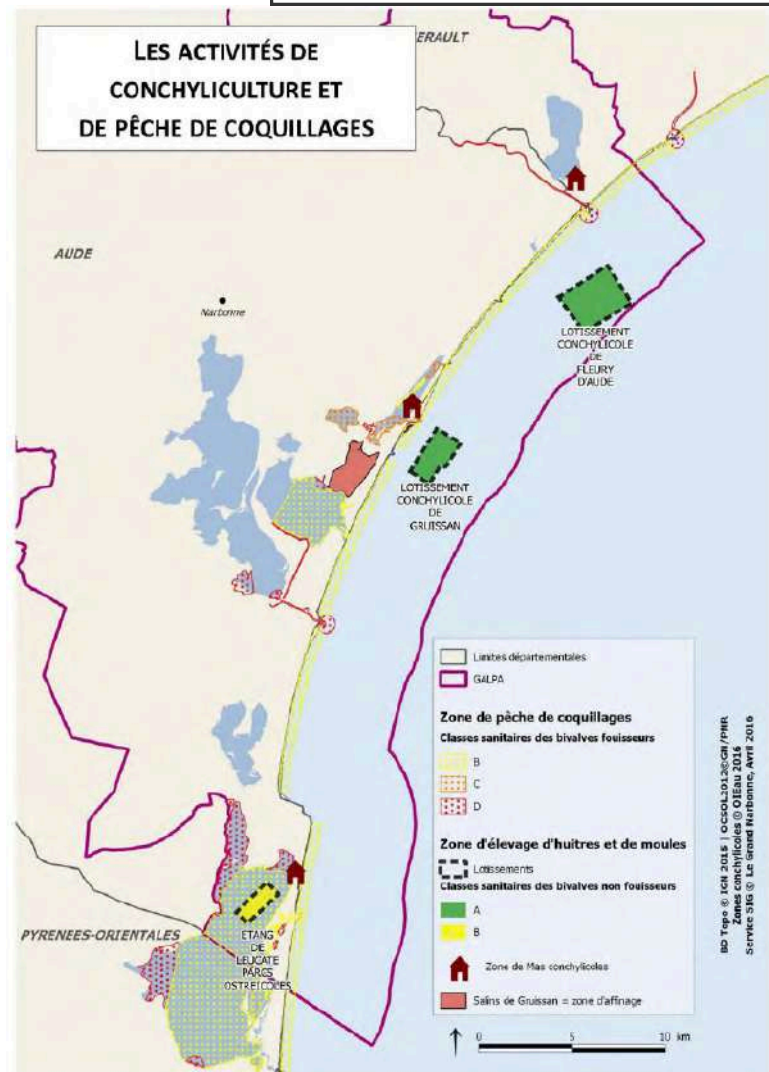 LES ACTIVITÉS DE
CONCHYLICULTURE ET
DE PÊCHE DE COQUILLAGES
ERAULT
AUDE
Narbonne
LOTISSEMENT
CONCHYLICOLE
DE
FLEURY
D'AUDE
LOTISSEMENT
CONCHYLICOLE
DE
GRUISSAN
PYRENEES-ORIENTALES
ETANG
DE
LEUCATE
PARCS
OSTREICOLES
Limites départementales
GALPA
Zone de pêche de coquillages
Classes sanitaires des bivalves fouisseurs
B
C
D
Zone d'élevage d'huitres et de moules
Lotissements
Classes sanitaires des bivalves non fouisseurs
A
B
Zone de Mas conchylicoles
Salins de Gruissan = zone d'affinage
0 5 10 km
BD Topo © IGN 2015 | OCSOL2012©IGN/PNR
Zones conchylicoles © OIEau 2016
Service SIG © Le Grand Narbonne, Avril 2016